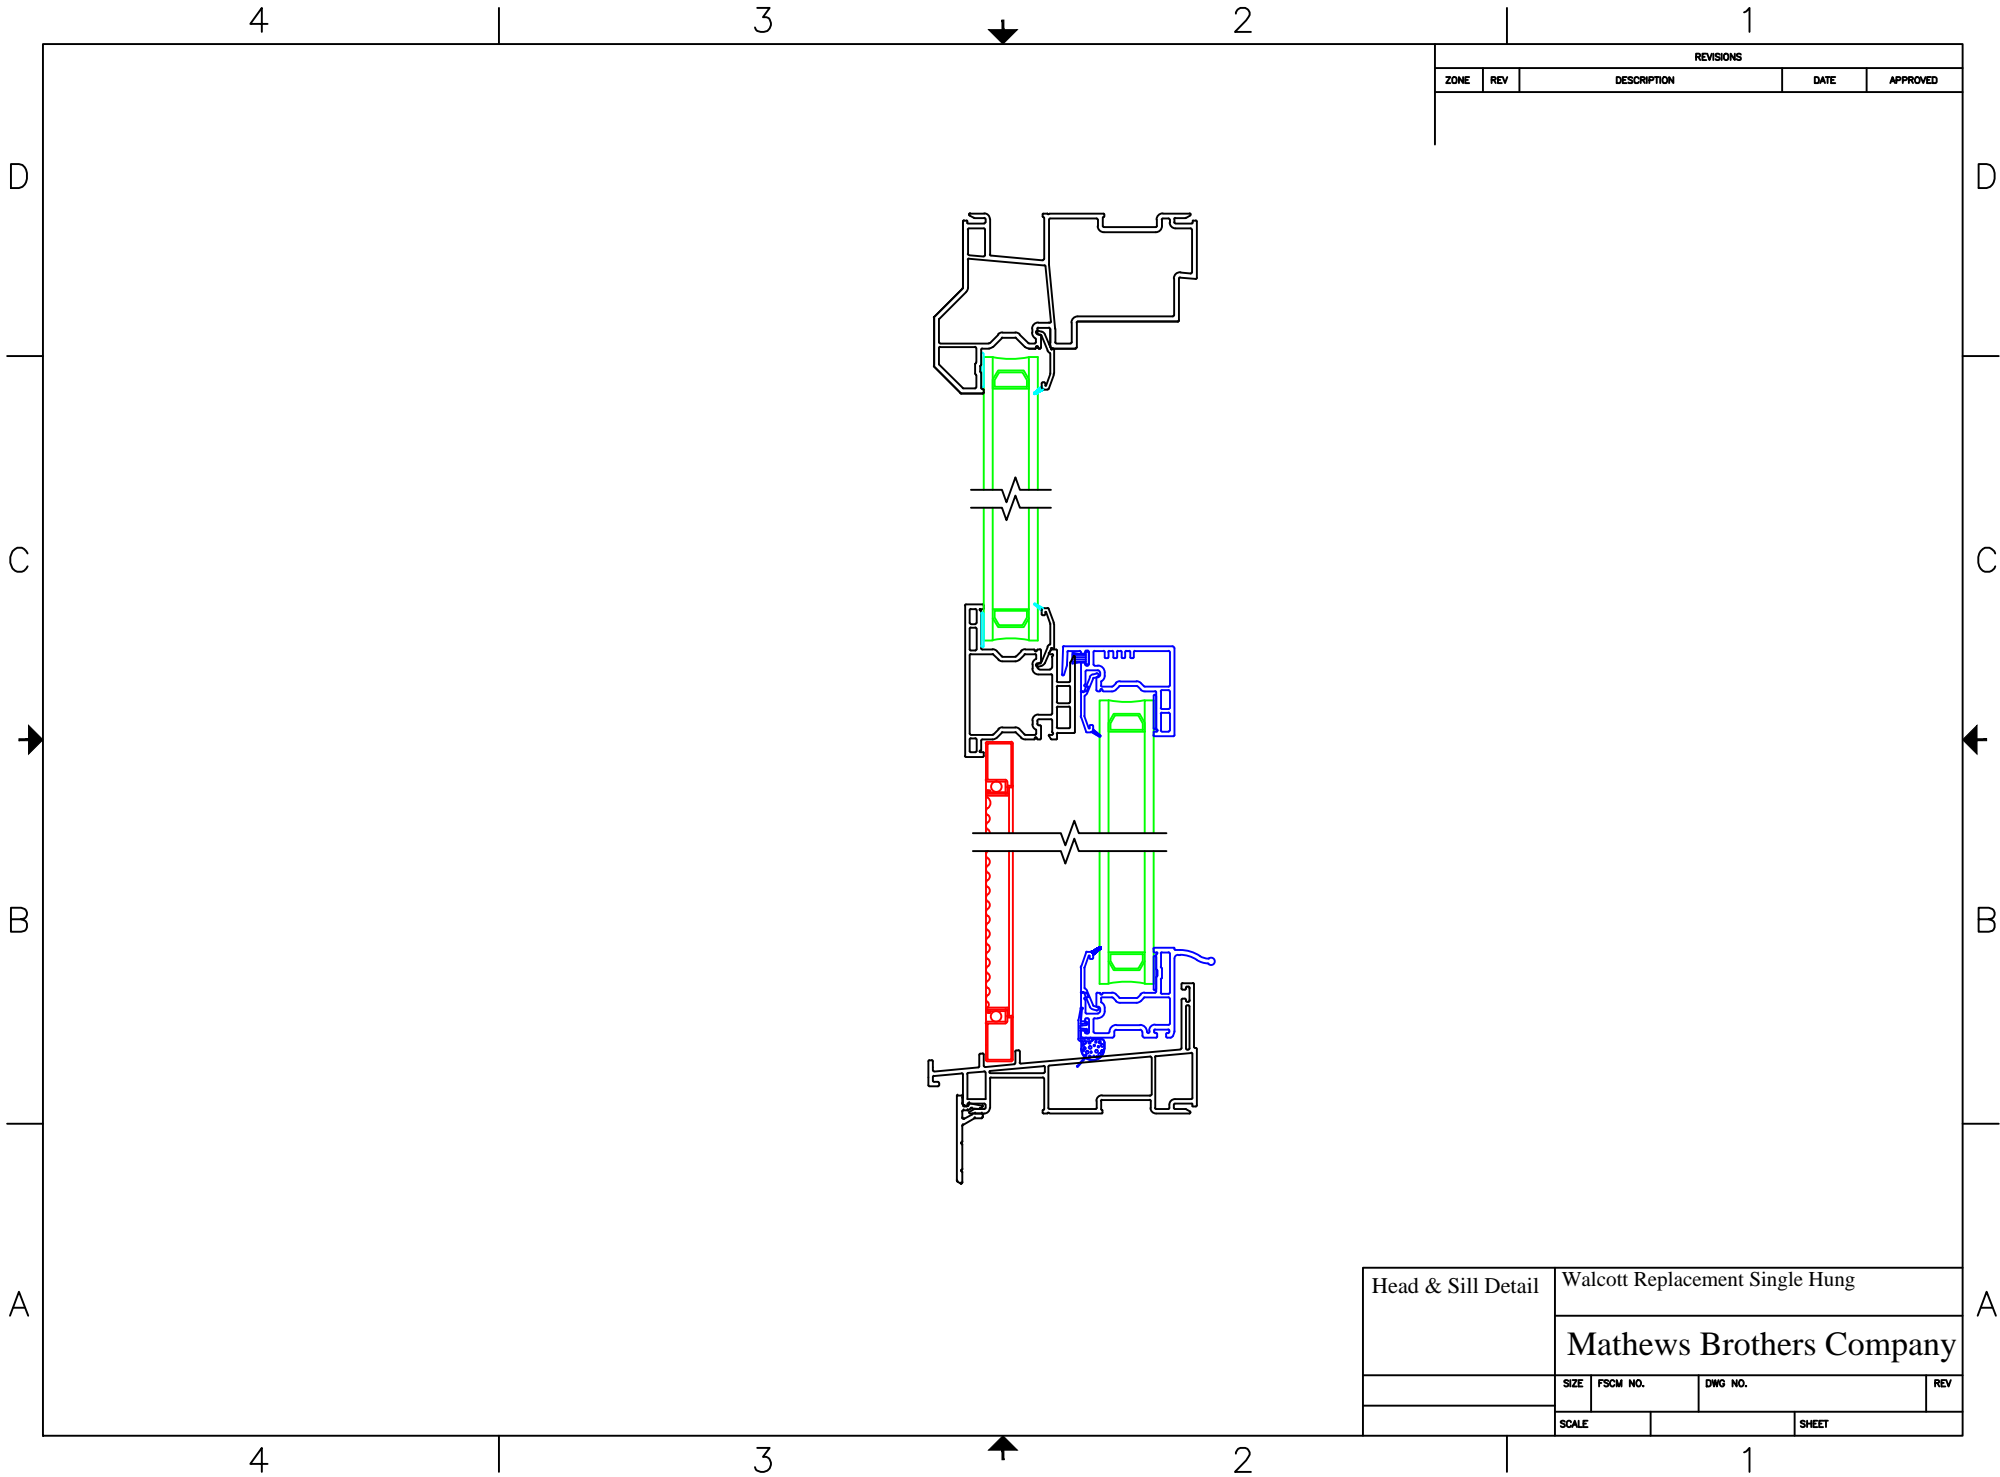 4 3 2 1
REVISIONS
ZONE REV DESCRIPTION DATE APPROVED
D D
C C
B B
A A
Head & Sill Detail
Walcott Replacement Single Hung
Mathews Brothers Company
SIZE FSCM NO. DWG NO. REV
SCALE SHEET
4 3 2 1